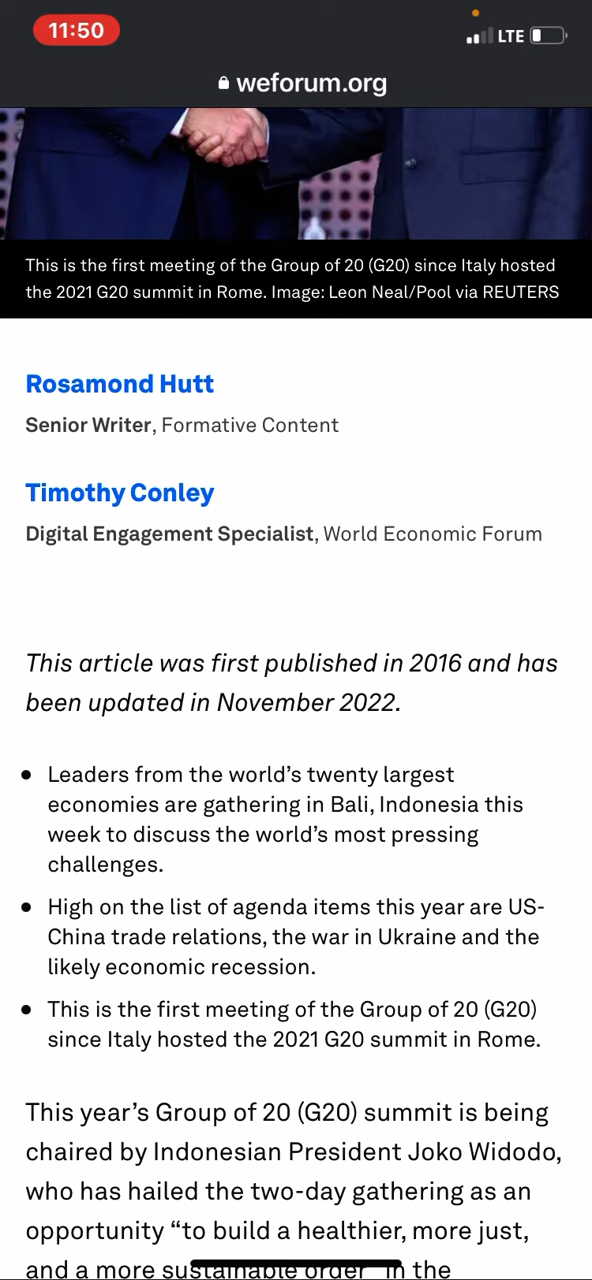 11:50
LTE
weforum.org
This is the first meeting of the Group of 20 (G20) since Italy hosted
the 2021 G20 summit in Rome. Image: Leon Neal/Pool via REUTERS
Rosamond Hutt
Senior Writer, Formative Content
Timothy Conley
Digital Engagement Specialist, World Economic Forum
This article was first published in 2016 and has
been updated in November 2022.
• Leaders from the world's twenty largest
economies are gathering in Bali, Indonesia this
week to discuss the world's most pressing
challenges.
• High on the list of agenda items this year are US-
China trade relations, the war in Ukraine and the
likely economic recession.
• This is the first meeting of the Group of 20 (G20)
since Italy hosted the 2021 G20 summit in Rome.
This year's Group of 20 (G20) summit is being
chaired by Indonesian President Joko Widodo,
who has hailed the two-day gathering as an
opportunity “to build a healthier, more just,
and a more sustainable order” in the